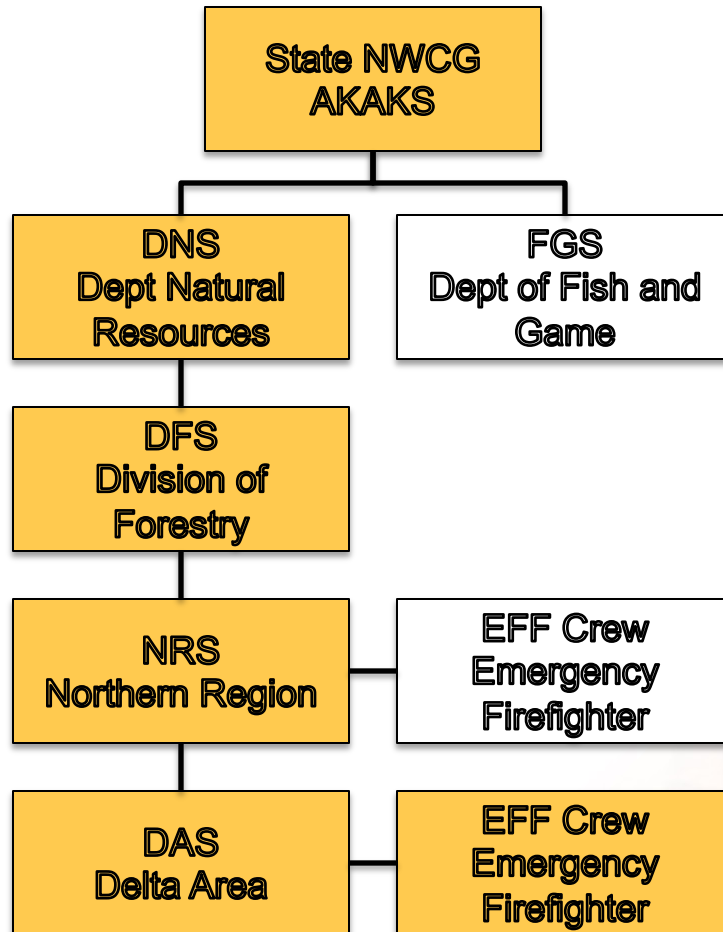 State NWCG
AKAKS
DNS
Dept Natural
Resources
FGS
Dept of Fish and
Game
DFS
Division of
Forestry
NRS
Northern Region
EFF Crew
Emergency
Firefighter
DAS
Delta Area
EFF Crew
Emergency
Firefighter